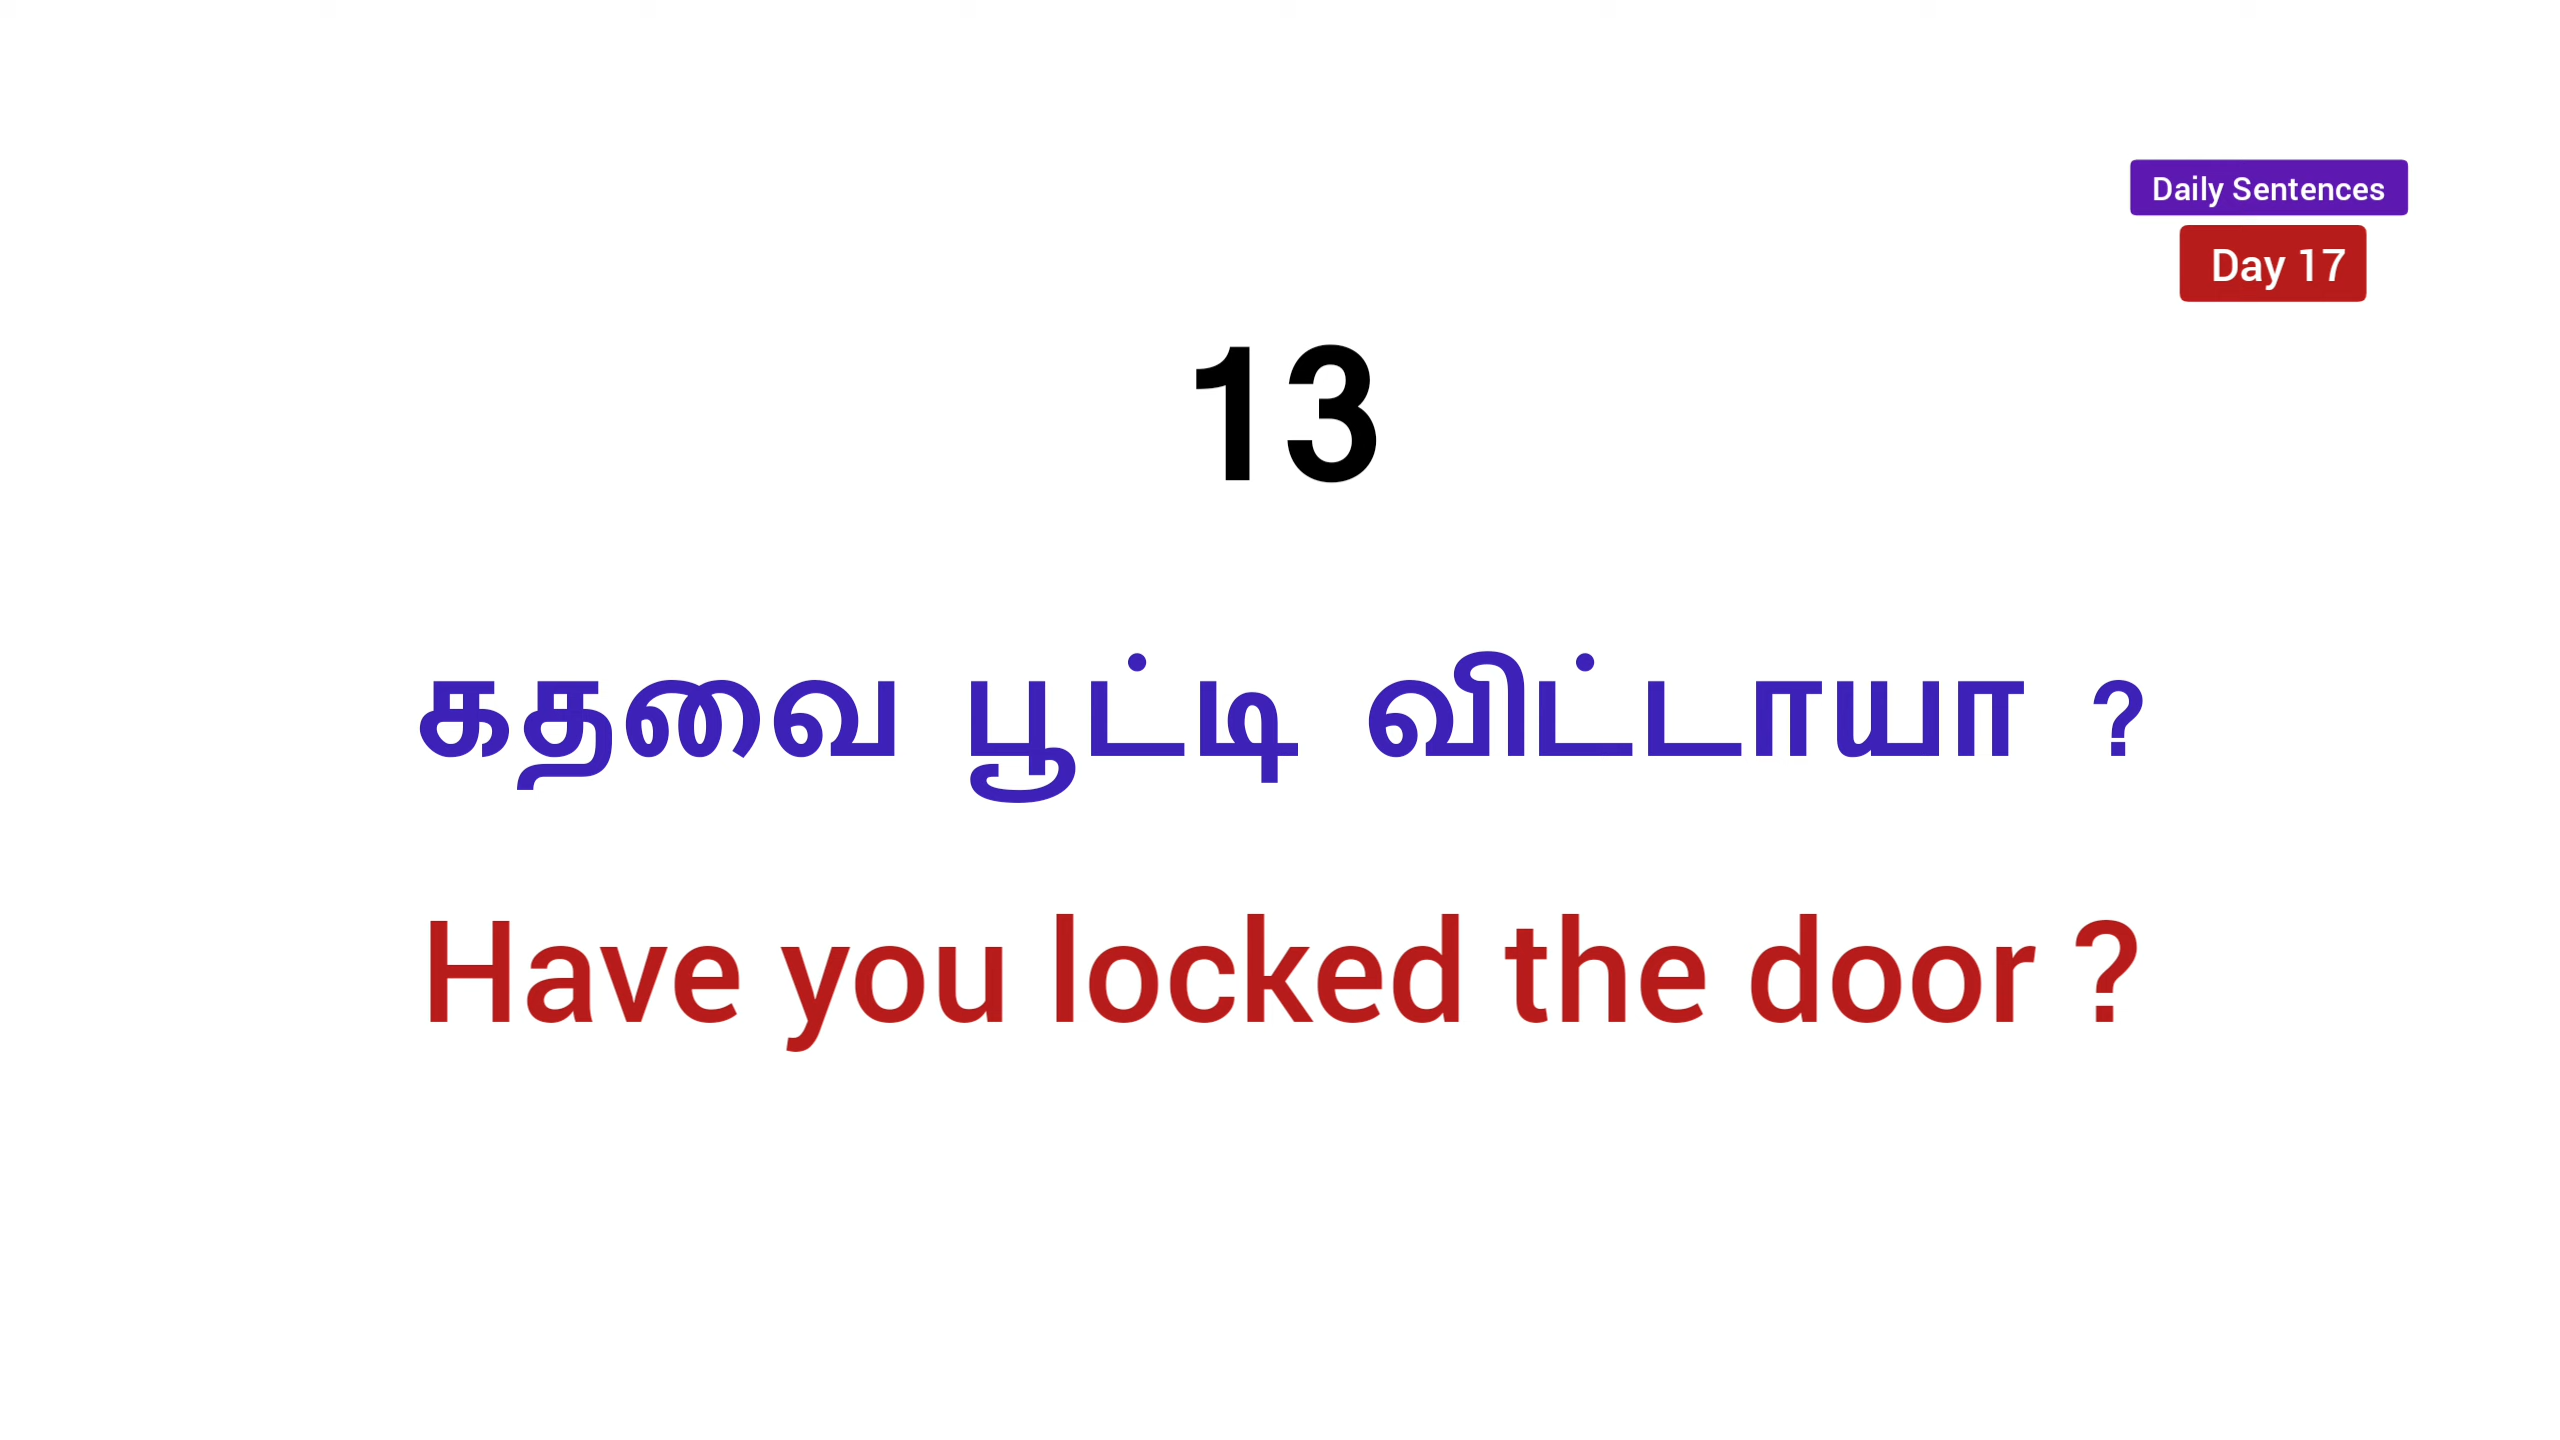 Daily Sentences
Day 17
13
கதவை பூட்டி விட்டாயா ?
Have you locked the door ?